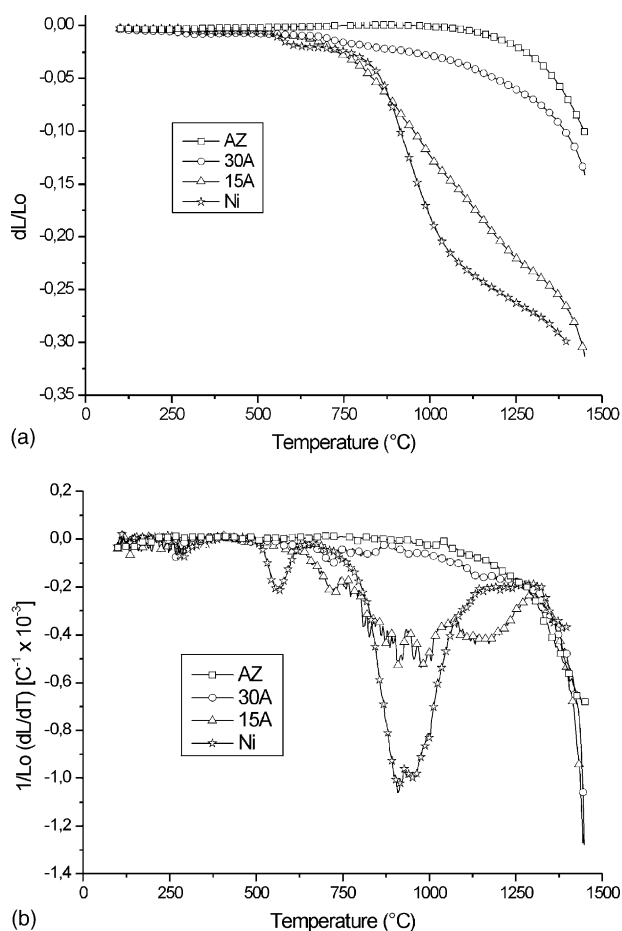 0,00
-0,05
-0,10
-0,15
-0,20
-0,25
-0,30
-0,35
dL/Lo
AZ
30A
15A
Ni
0 250 500 750 1000 1250 1500
Temperature (°C)
(a)
0,2
0,0
-0,2
-0,4
-0,6
-0,8
-1,0
-1,2
-1,4
1/Lo (dL/dT) [C⁻¹ x 10⁻³]
AZ
30A
15A
Ni
0 250 500 750 1000 1250 1500
Temperature (°C)
(b)